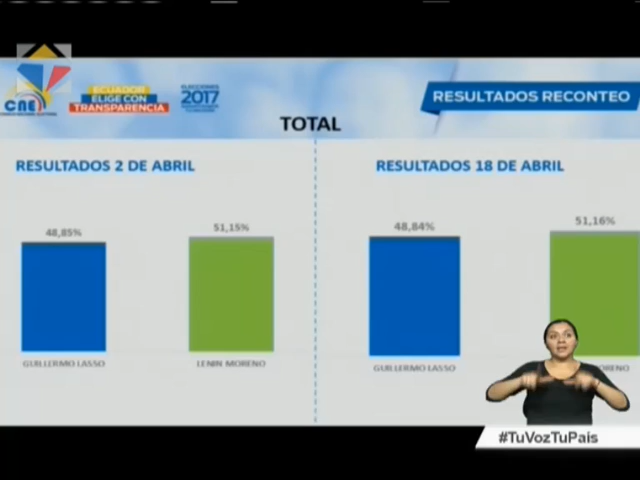 CNE
ECUADOR
ELIGE CON
TRANSPARENCIA
ELECCIONES
2017
RESULTADOS RECONTEO
TOTAL
RESULTADOS 2 DE ABRIL
48,85%
51,15%
GUILLERMO LASSO
LENIN MORENO
RESULTADOS 18 DE ABRIL
48,84%
51,16%
GUILLERMO LASSO
ORENO
#TuVozTuPaís